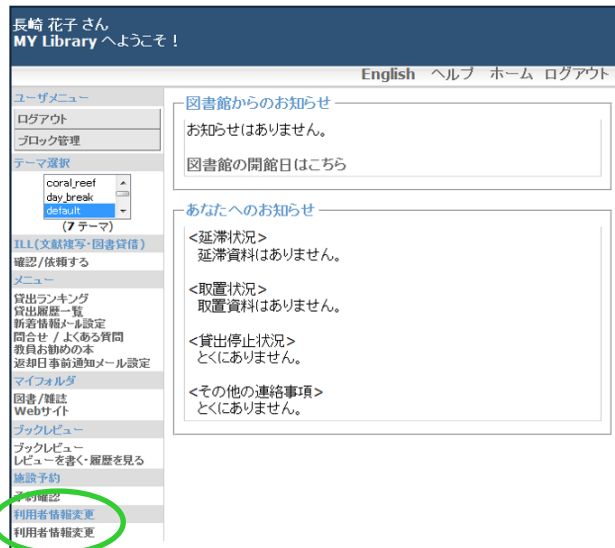 長崎 花子 さん
MY Library へようこそ！
English ヘルプ ホーム ログアウト
ユーザメニュー
ログアウト
ブロック管理
テーマ選択
coral_reef
day_break
default
(7 テーマ)
ILL(文献複写・図書貸借)
確認/依頼する
メニュー
貸出ランキング
貸出履歴一覧
新着情報メール設定
問合せ / よくある質問
教員お勧めの本
返却日事前通知メール設定
マイフォルダ
図書/雑誌
Webサイト
ブックレビュー
ブックレビュー
レビューを書く・履歴を見る
施設予約
予約確認
利用者情報変更
利用者情報変更
図書館からのお知らせ
お知らせはありません。
図書館の開館日はこちら
あなたへのお知らせ
<延滞状況>
延滞資料はありません。
<取置状況>
取置資料はありません。
<貸出停止状況>
とくにありません。
<その他の連絡事項>
とくにありません。